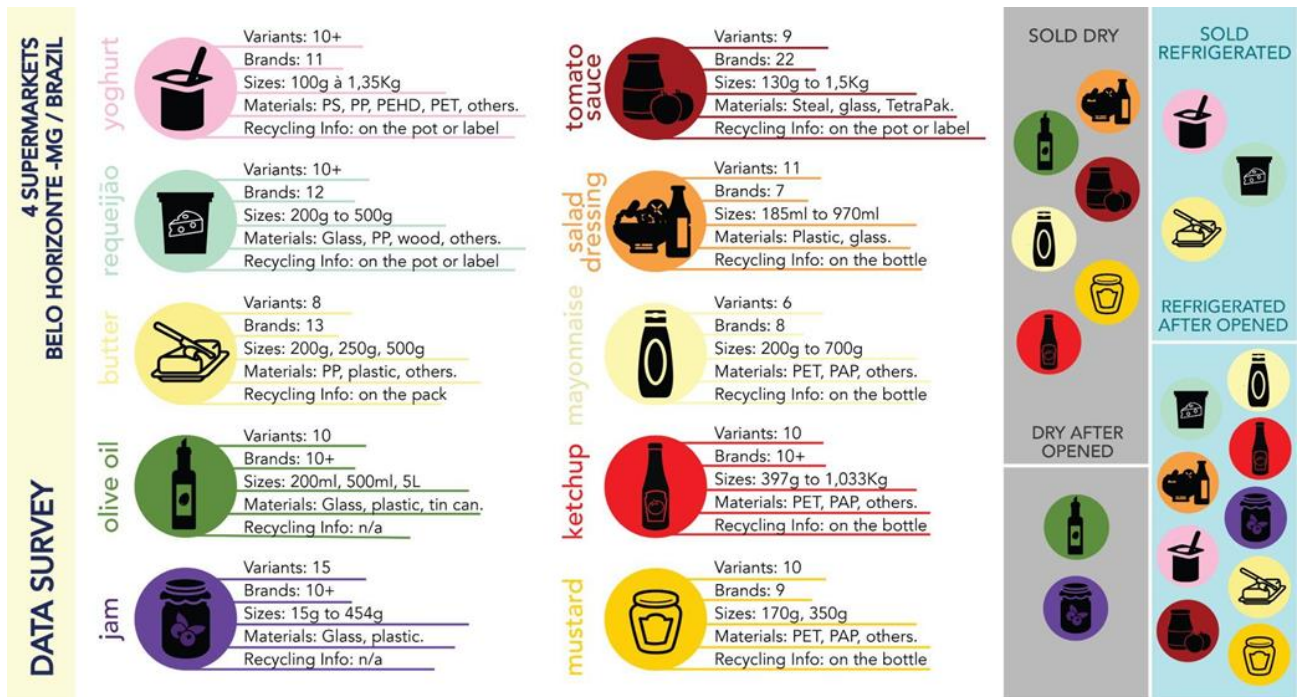 4 SUPERMARKETS
BELO HORIZONTE -MG / BRAZIL
DATA SURVEY
yoghurt
Variants: 10+
Brands: 11
Sizes: 100g à 1,35Kg
Materials: PS, PP, PEHD, PET, others.
Recycling Info: on the pot or label
requeijão
Variants: 10+
Brands: 12
Sizes: 200g to 500g
Materials: Glass, PP, wood, others.
Recycling Info: on the pot or label
butter
Variants: 8
Brands: 13
Sizes: 200g, 250g, 500g
Materials: PP, plastic, others.
Recycling Info: on the pack
olive oil
Variants: 10
Brands: 10+
Sizes: 200ml, 500ml, 5L
Materials: Glass, plastic, tin can.
Recycling Info: n/a
jam
Variants: 15
Brands: 10+
Sizes: 15g to 454g
Materials: Glass, plastic.
Recycling Info: n/a
tomato
sauce
Variants: 9
Brands: 22
Sizes: 130g to 1,5Kg
Materials: Steal, glass, TetraPak.
Recycling Info: on the pot or label
salad
dressing
Variants: 11
Brands: 7
Sizes: 185ml to 970ml
Materials: Plastic, glass.
Recycling Info: on the bottle
mayonnaise
Variants: 6
Brands: 8
Sizes: 200g to 700g
Materials: PET, PAP, others.
Recycling Info: on the bottle
ketchup
Variants: 10
Brands: 10+
Sizes: 397g to 1,033Kg
Materials: PET, PAP, others.
Recycling Info: on the bottle
mustard
Variants: 10
Brands: 9
Sizes: 170g, 350g
Materials: PET, PAP, others.
Recycling Info: on the bottle
SOLD DRY
DRY AFTER
OPENED
SOLD
REFRIGERATED
REFRIGERATED
AFTER OPENED